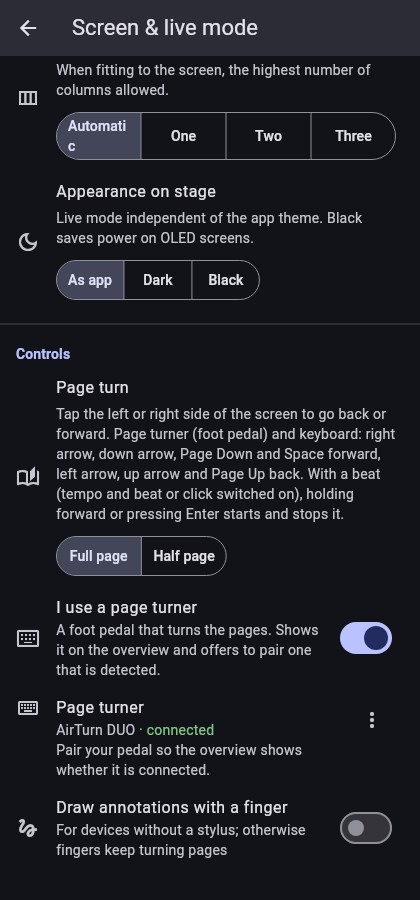 Screen & live mode
When fitting to the screen, the highest number of
columns allowed.
Automati
c
One
Two
Three
Appearance on stage
Live mode independent of the app theme. Black
saves power on OLED screens.
As app
Dark
Black
Controls
Page turn
Tap the left or right side of the screen to go back or
forward. Page turner (foot pedal) and keyboard: right
arrow, down arrow, Page Down and Space forward,
left arrow, up arrow and Page Up back. With a beat
(tempo and beat or click switched on), holding
forward or pressing Enter starts and stops it.
Full page
Half page
I use a page turner
A foot pedal that turns the pages. Shows
it on the overview and offers to pair one
that is detected.
Page turner
AirTurn DUO · connected
Pair your pedal so the overview shows
whether it is connected.
Draw annotations with a finger
For devices without a stylus; otherwise
fingers keep turning pages